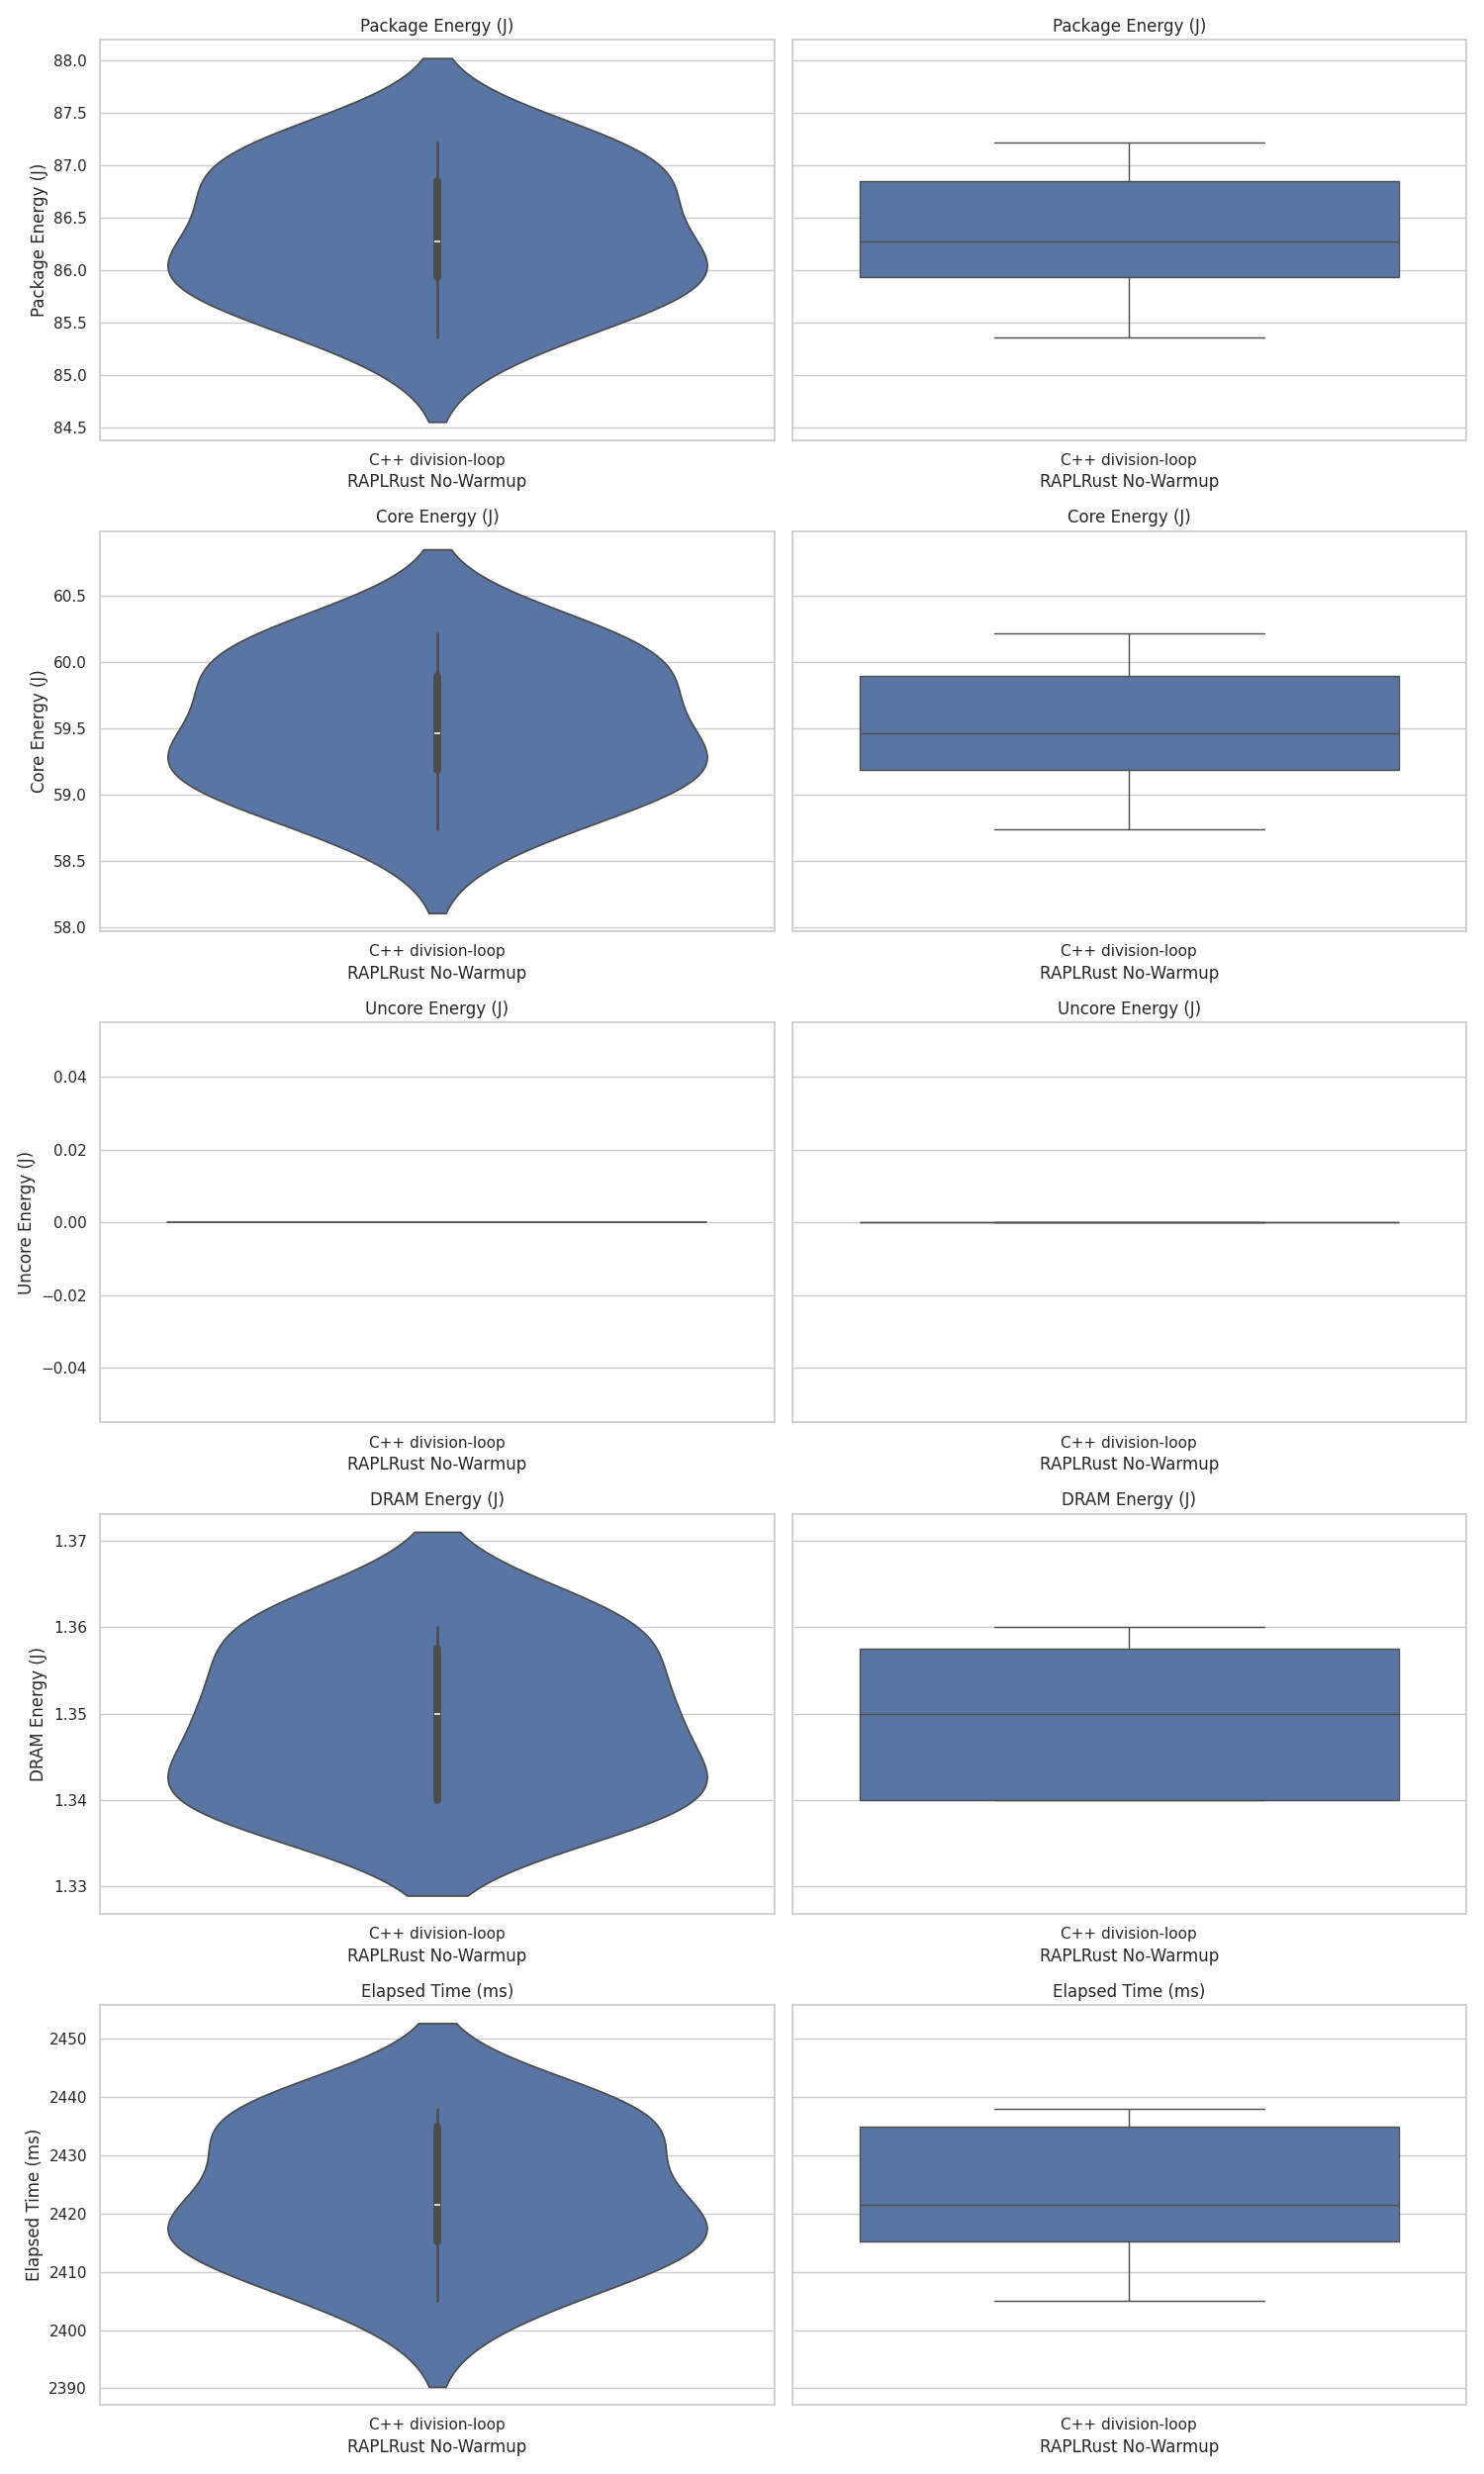 Package Energy (J)
Package Energy (J)
Package Energy (J)
88.0
87.5
87.0
86.5
86.0
85.5
85.0
84.5
C++ division-loop
RAPLRust No-Warmup
C++ division-loop
RAPLRust No-Warmup
Core Energy (J)
Core Energy (J)
Core Energy (J)
60.5
60.0
59.5
59.0
58.5
58.0
C++ division-loop
RAPLRust No-Warmup
C++ division-loop
RAPLRust No-Warmup
Uncore Energy (J)
Uncore Energy (J)
Uncore Energy (J)
0.04
0.02
0.00
−0.02
−0.04
C++ division-loop
RAPLRust No-Warmup
C++ division-loop
RAPLRust No-Warmup
DRAM Energy (J)
DRAM Energy (J)
DRAM Energy (J)
1.37
1.36
1.35
1.34
1.33
C++ division-loop
RAPLRust No-Warmup
C++ division-loop
RAPLRust No-Warmup
Elapsed Time (ms)
Elapsed Time (ms)
Elapsed Time (ms)
2450
2440
2430
2420
2410
2400
2390
C++ division-loop
RAPLRust No-Warmup
C++ division-loop
RAPLRust No-Warmup